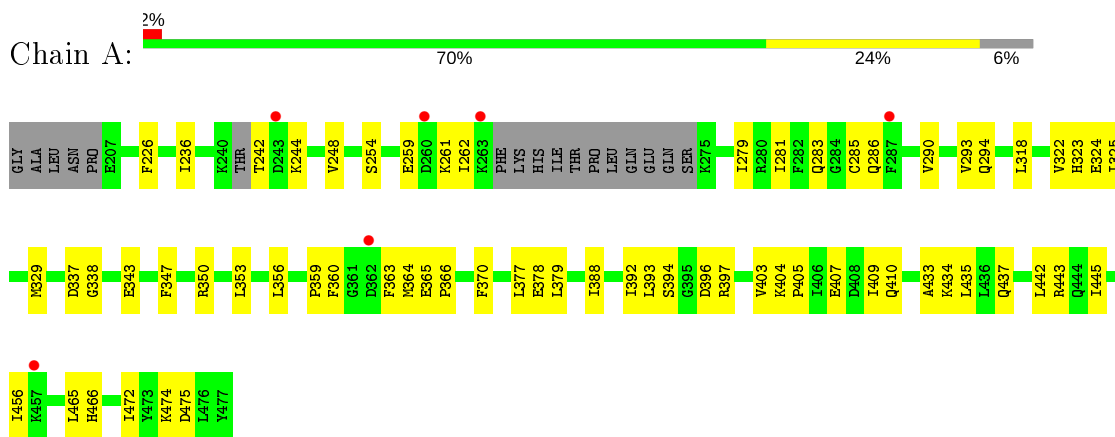 2%
Chain A:
70% 24% 6%
GLY ALA LEU ASN PRO E207 F226 I236 K240 THR T242 D243 K244 V248 S254 E259 D260 K261 I262 K263 PHE LYS HIS ILE THR PRO LEU GLN GLU GLN SER K275 I279 R280 I281 F282 Q283 G284 C285 Q286 F287 V290 V293 Q294 L318 V322 H323 E324
M329 D337 G338 E343 F347 R350 L353 L356 P359 F360 G361 D362 F363 M364 E365 P366 F370 L377 E378 L379 I388 I392 L393 S394 G395 D396 R397 V403 K404 P405 I406 E407 D408 I409 Q410 A433 K434 L435 L436 Q437 L442 R443 Q444 I445
I456 K457 L465 H466 I472 Y473 K474 D475 L476 Y477